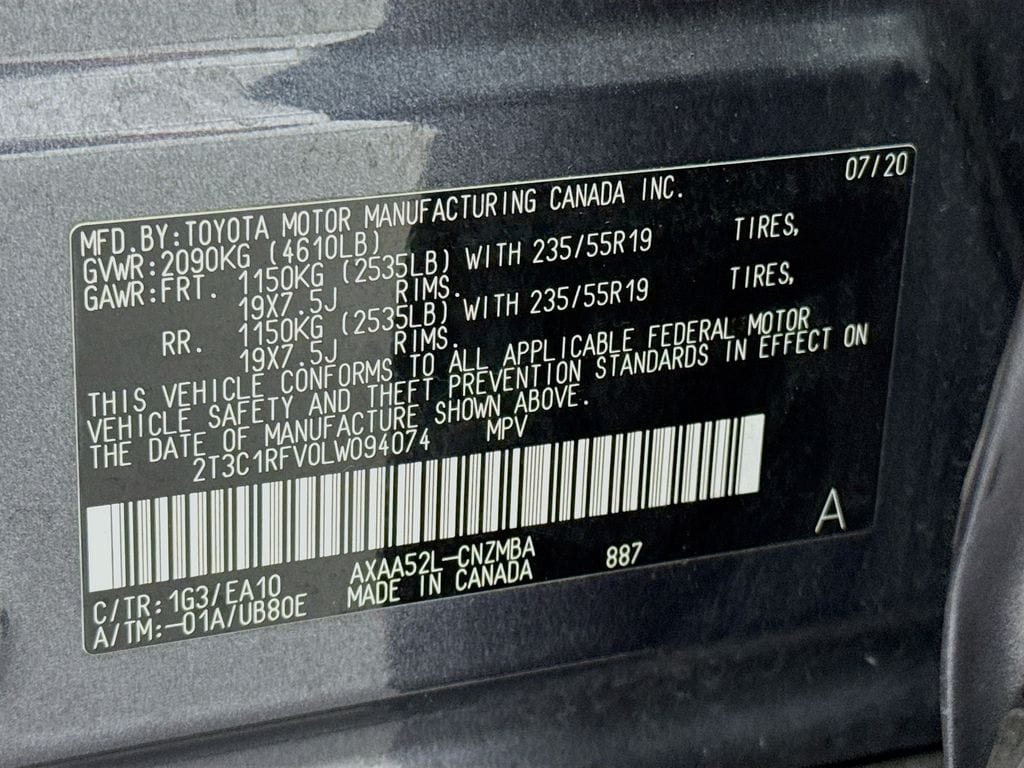 07/20
MFD.BY:TOYOTA MOTOR MANUFACTURING CANADA INC.
GVWR:2090KG (4610LB)
GAWR:FRT. 1150KG (2535LB) WITH 235/55R19 TIRES,
19X7.5J RIMS.
RR. 1150KG (2535LB) WITH 235/55R19 TIRES,
19X7.5J RIMS.
THIS VEHICLE CONFORMS TO ALL APPLICABLE FEDERAL MOTOR
VEHICLE SAFETY AND THEFT PREVENTION STANDARDS IN EFFECT ON
THE DATE OF MANUFACTURE SHOWN ABOVE.
2T3C1RFV0LW094074 MPV
A
C/TR:1G3/EA10 AXAA52L-CNZMBA 887
A/TM:-01A/UB80E MADE IN CANADA